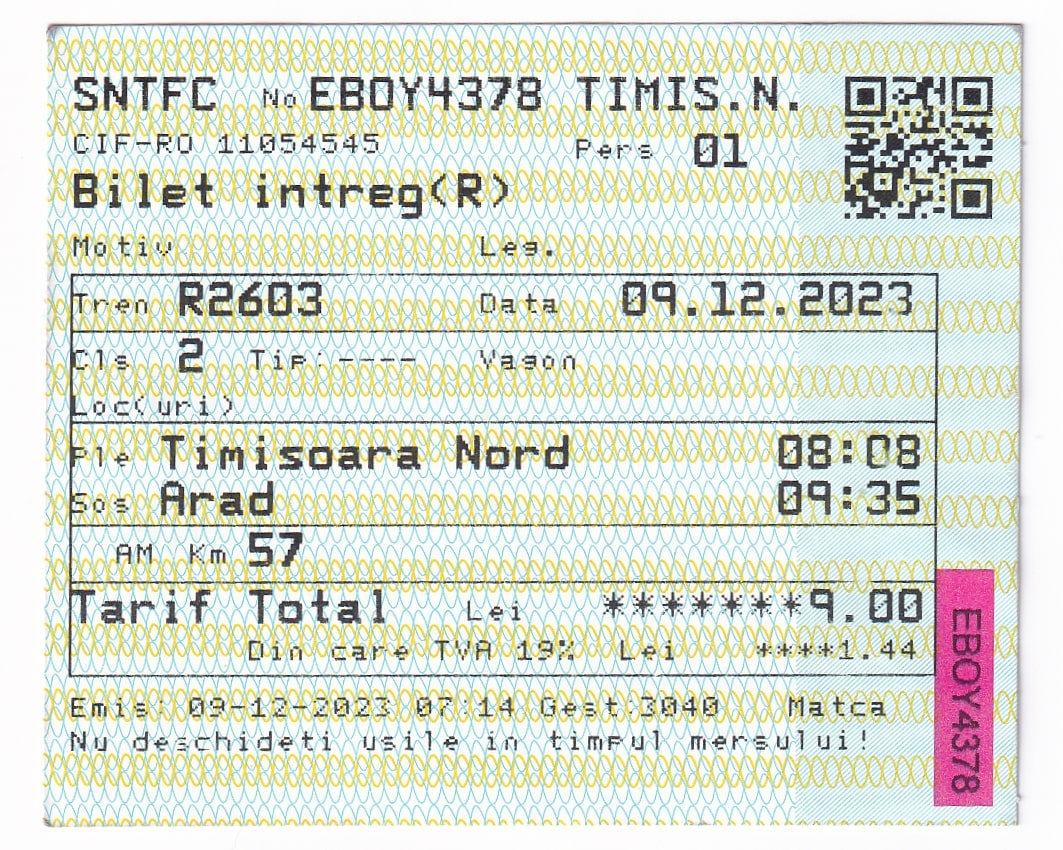 SNTFC No EBOY4378 TIMIS.N.
CIF-RO 11054545 Pers 01
Bilet intreg(R)
Motiv Leg.
Tren R2603 Data 09.12.2023
Cls 2 Tip:---- Vagon
Loc(uri)
Ple Timisoara Nord 08:08
Sos Arad 09:35
AM Km 57
Tarif Total Lei *******9.00
Din care TVA 19% Lei ****1.44
Emis: 09-12-2023 07:14 Gest:3040 Matca
Nu deschideti usile in timpul mersului!
EBOY4378